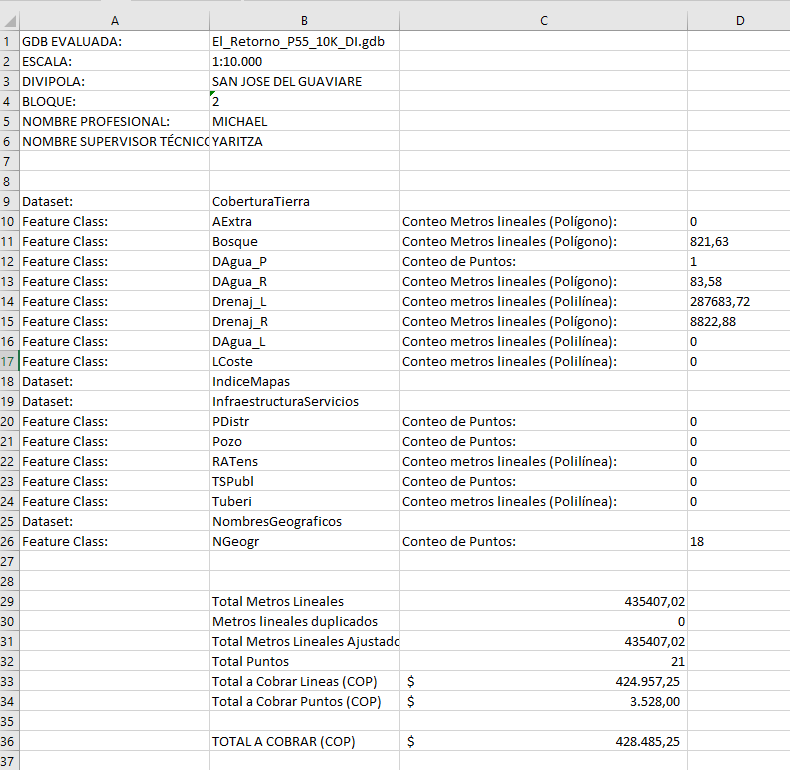 A B C D
1 GDB EVALUADA: El_Retorno_P55_10K_DI.gdb
2 ESCALA: 1:10.000
3 DIVIPOLA: SAN JOSE DEL GUAVIARE
4 BLOQUE: 2
5 NOMBRE PROFESIONAL: MICHAEL
6 NOMBRE SUPERVISOR TÉCNICO YARITZA
7
8
9 Dataset: CoberturaTierra
10 Feature Class: AExtra Conteo Metros lineales (Polígono): 0
11 Feature Class: Bosque Conteo Metros lineales (Polígono): 821,63
12 Feature Class: DAgua_P Conteo de Puntos: 1
13 Feature Class: DAgua_R Conteo Metros lineales (Polígono): 83,58
14 Feature Class: Drenaj_L Conteo metros lineales (Polilínea): 287683,72
15 Feature Class: Drenaj_R Conteo Metros lineales (Polígono): 8822,88
16 Feature Class: DAgua_L Conteo metros lineales (Polilínea): 0
17 Feature Class: LCoste Conteo metros lineales (Polilínea): 0
18 Dataset: IndiceMapas
19 Dataset: InfraestructuraServicios
20 Feature Class: PDistr Conteo de Puntos: 0
21 Feature Class: Pozo Conteo de Puntos: 0
22 Feature Class: RATens Conteo metros lineales (Polilínea): 0
23 Feature Class: TSPubl Conteo de Puntos: 0
24 Feature Class: Tuberi Conteo metros lineales (Polilínea): 0
25 Dataset: NombresGeograficos
26 Feature Class: NGeogr Conteo de Puntos: 18
27
28
29 Total Metros Lineales 435407,02
30 Metros lineales duplicados 0
31 Total Metros Lineales Ajustado 435407,02
32 Total Puntos 21
33 Total a Cobrar Lineas (COP) $ 424.957,25
34 Total a Cobrar Puntos (COP) $ 3.528,00
35
36 TOTAL A COBRAR (COP) $ 428.485,25
37